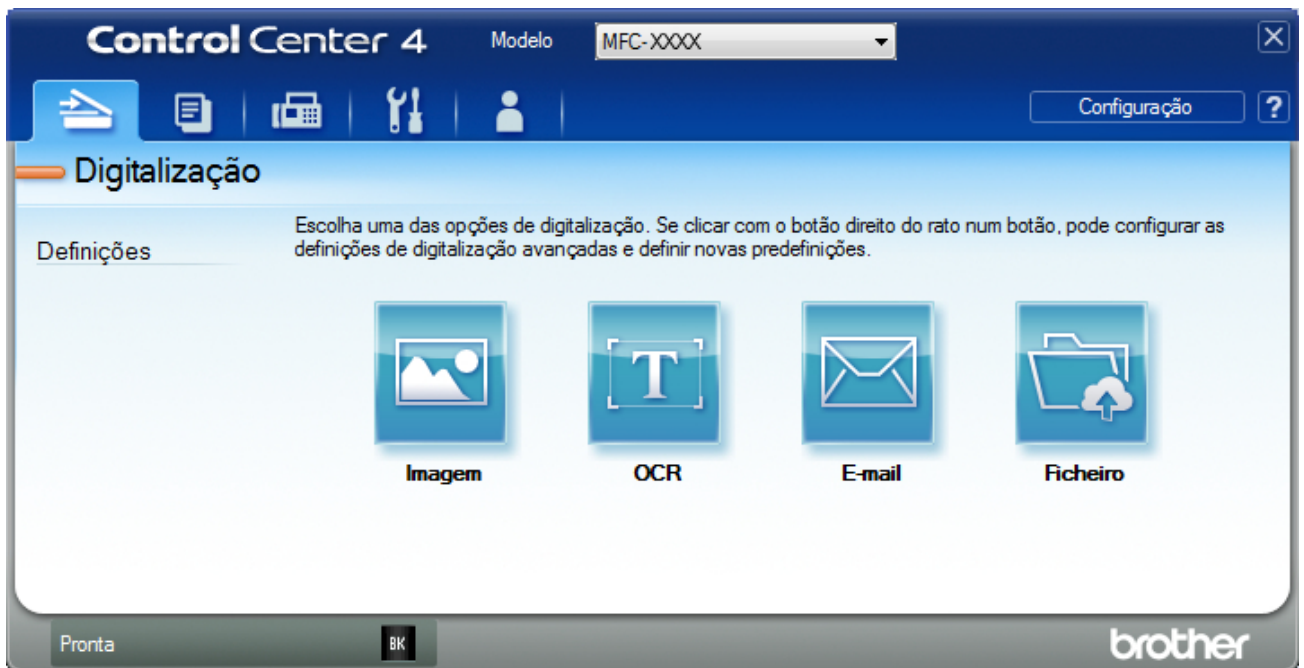 Control Center 4
Modelo
MFC-XXXX
Configuração
?
Digitalização
Definições
Escolha uma das opções de digitalização. Se clicar com o botão direito do rato num botão, pode configurar as
definições de digitalização avançadas e definir novas predefinições.
T
Imagem
OCR
E-mail
Ficheiro
Pronta
BK
brother